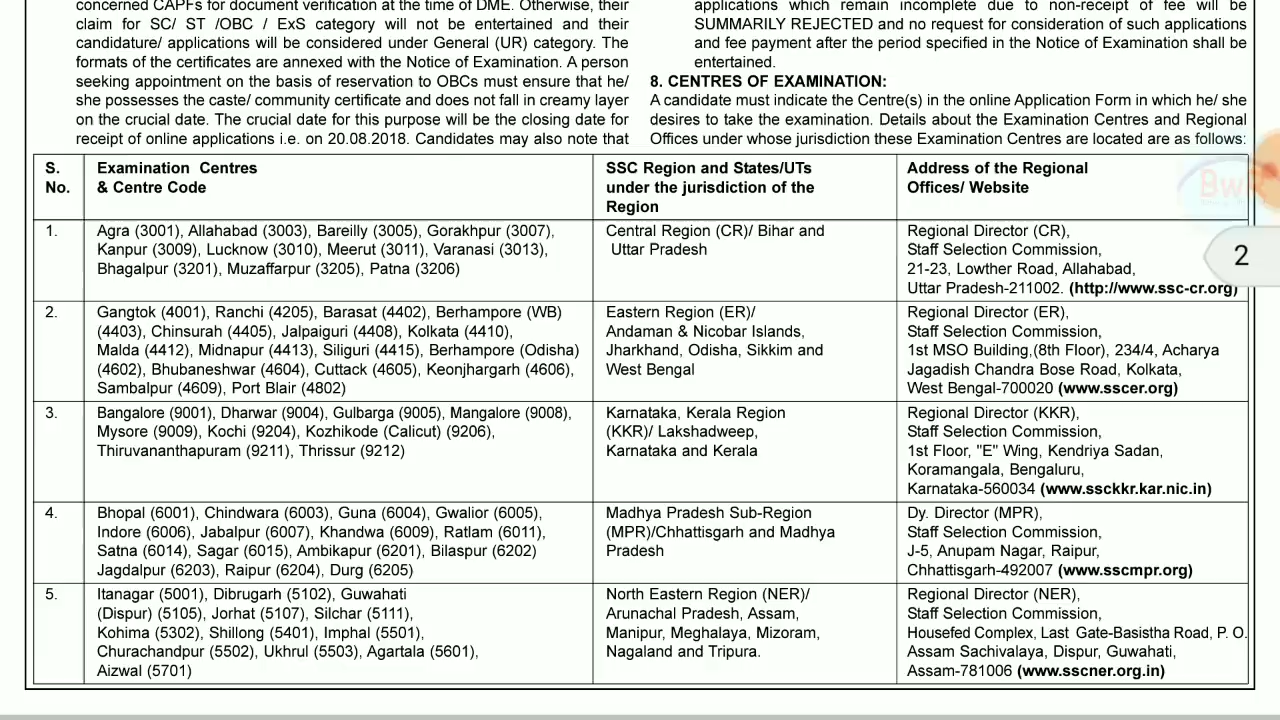 concerned CAPFs for document verification at the time of DME. Otherwise, their
claim for SC/ ST /OBC / ExS category will not be entertained and their
candidature/ applications will be considered under General (UR) category. The
formats of the certificates are annexed with the Notice of Examination. A person
seeking appointment on the basis of reservation to OBCs must ensure that he/
she possesses the caste/ community certificate and does not fall in creamy layer
on the crucial date. The crucial date for this purpose will be the closing date for
receipt of online applications i.e. on 20.08.2018. Candidates may also note that
applications which remain incomplete due to non-receipt of fee will be
SUMMARILY REJECTED and no request for consideration of such applications
and fee payment after the period specified in the Notice of Examination shall be
entertained.
8. CENTRES OF EXAMINATION:
A candidate must indicate the Centre(s) in the online Application Form in which he/ she
desires to take the examination. Details about the Examination Centres and Regional
Offices under whose jurisdiction these Examination Centres are located are as follows:
S.
No.
Examination Centres
& Centre Code
SSC Region and States/UTs
under the jurisdiction of the
Region
Address of the Regional
Offices/ Website
1.
Agra (3001), Allahabad (3003), Bareilly (3005), Gorakhpur (3007),
Kanpur (3009), Lucknow (3010), Meerut (3011), Varanasi (3013),
Bhagalpur (3201), Muzaffarpur (3205), Patna (3206)
Central Region (CR)/ Bihar and
Uttar Pradesh
Regional Director (CR),
Staff Selection Commission,
21-23, Lowther Road, Allahabad,
Uttar Pradesh-211002. (http://www.ssc-cr.org)
2.
Gangtok (4001), Ranchi (4205), Barasat (4402), Berhampore (WB)
(4403), Chinsurah (4405), Jalpaiguri (4408), Kolkata (4410),
Malda (4412), Midnapur (4413), Siliguri (4415), Berhampore (Odisha)
(4602), Bhubaneshwar (4604), Cuttack (4605), Keonjhargarh (4606),
Sambalpur (4609), Port Blair (4802)
Eastern Region (ER)/
Andaman & Nicobar Islands,
Jharkhand, Odisha, Sikkim and
West Bengal
Regional Director (ER),
Staff Selection Commission,
1st MSO Building,(8th Floor), 234/4, Acharya
Jagadish Chandra Bose Road, Kolkata,
West Bengal-700020 (www.sscer.org)
3.
Bangalore (9001), Dharwar (9004), Gulbarga (9005), Mangalore (9008),
Mysore (9009), Kochi (9204), Kozhikode (Calicut) (9206),
Thiruvananthapuram (9211), Thrissur (9212)
Karnataka, Kerala Region
(KKR)/ Lakshadweep,
Karnataka and Kerala
Regional Director (KKR),
Staff Selection Commission,
1st Floor, "E" Wing, Kendriya Sadan,
Koramangala, Bengaluru,
Karnataka-560034 (www.ssckkr.kar.nic.in)
4.
Bhopal (6001), Chindwara (6003), Guna (6004), Gwalior (6005),
Indore (6006), Jabalpur (6007), Khandwa (6009), Ratlam (6011),
Satna (6014), Sagar (6015), Ambikapur (6201), Bilaspur (6202)
Jagdalpur (6203), Raipur (6204), Durg (6205)
Madhya Pradesh Sub-Region
(MPR)/Chhattisgarh and Madhya
Pradesh
Dy. Director (MPR),
Staff Selection Commission,
J-5, Anupam Nagar, Raipur,
Chhattisgarh-492007 (www.sscmpr.org)
5.
Itanagar (5001), Dibrugarh (5102), Guwahati
(Dispur) (5105), Jorhat (5107), Silchar (5111),
Kohima (5302), Shillong (5401), Imphal (5501),
Churachandpur (5502), Ukhrul (5503), Agartala (5601),
Aizwal (5701)
North Eastern Region (NER)/
Arunachal Pradesh, Assam,
Manipur, Meghalaya, Mizoram,
Nagaland and Tripura.
Regional Director (NER),
Staff Selection Commission,
Housefed Complex, Last Gate-Basistha Road, P. O.
Assam Sachivalaya, Dispur, Guwahati,
Assam-781006 (www.sscner.org.in)
2